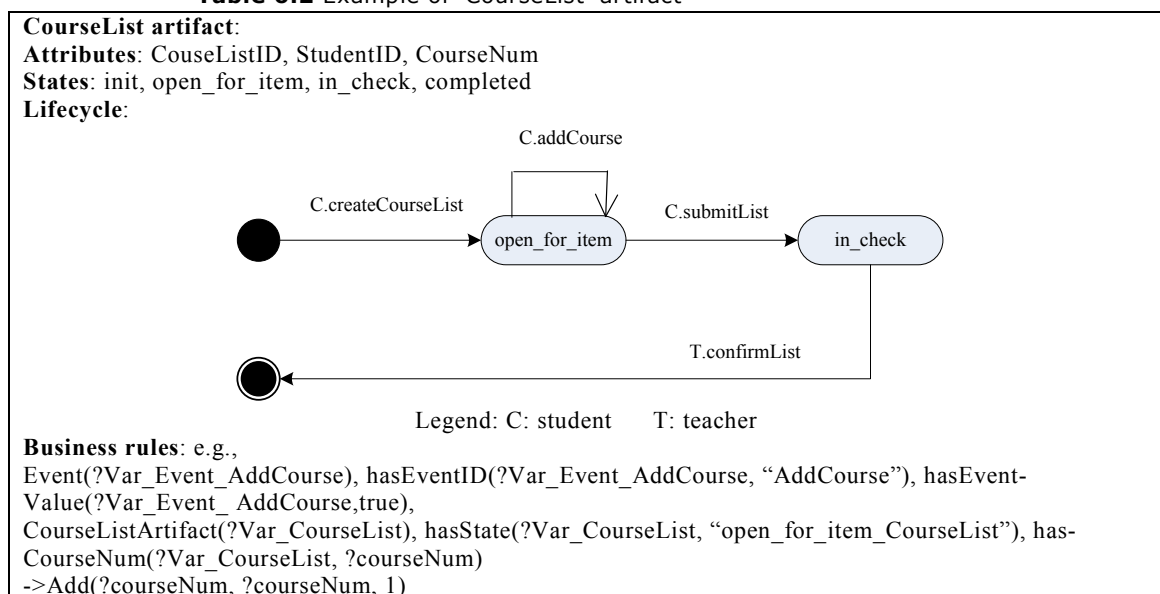 Table 6.2 Example of 'CourseList' artifact
CourseList artifact:
Attributes: CouseListID, StudentID, CourseNum
States: init, open_for_item, in_check, completed
Lifecycle:
C.addCourse
C.createCourseList
C.submitList
open_for_item
in_check
T.confirmList
Legend: C: student T: teacher
Business rules: e.g.,
Event(?Var_Event_AddCourse), hasEventID(?Var_Event_AddCourse, “AddCourse”), hasEvent-
Value(?Var_Event_ AddCourse,true),
CourseListArtifact(?Var_CourseList), hasState(?Var_CourseList, “open_for_item_CourseList”), has-
CourseNum(?Var_CourseList, ?courseNum)
->Add(?courseNum, ?courseNum, 1)